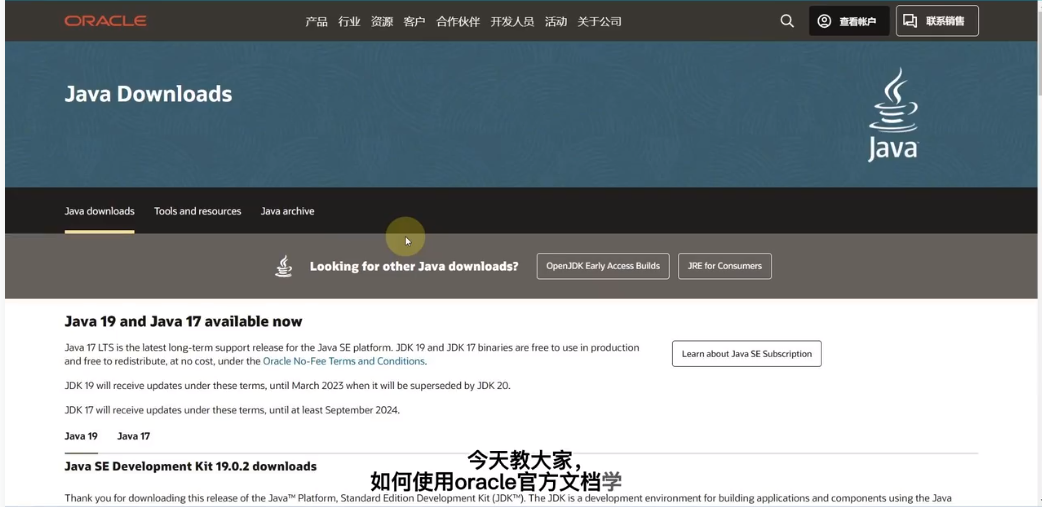 ORACLE
产品 行业 资源 客户 合作伙伴 开发人员 活动 关于公司
查看帐户
联系销售
Java Downloads
Java
Java downloads Tools and resources Java archive
Looking for other Java downloads?
OpenJDK Early Access Builds
JRE for Consumers
Java 19 and Java 17 available now
Java 17 LTS is the latest long-term support release for the Java SE platform. JDK 19 and JDK 17 binaries are free to use in production
and free to redistribute, at no cost, under the Oracle No-Fee Terms and Conditions.
Learn about Java SE Subscription
JDK 19 will receive updates under these terms, until March 2023 when it will be superseded by JDK 20.
JDK 17 will receive updates under these terms, until at least September 2024.
Java 19 Java 17
Java SE Development Kit 19.0.2 downloads
今天教大家，
如何使用oracle官方文档学
Thank you for downloading this release of the Java™ Platform, Standard Edition Development Kit (JDK™). The JDK is a development environment for building applications and components using the Java